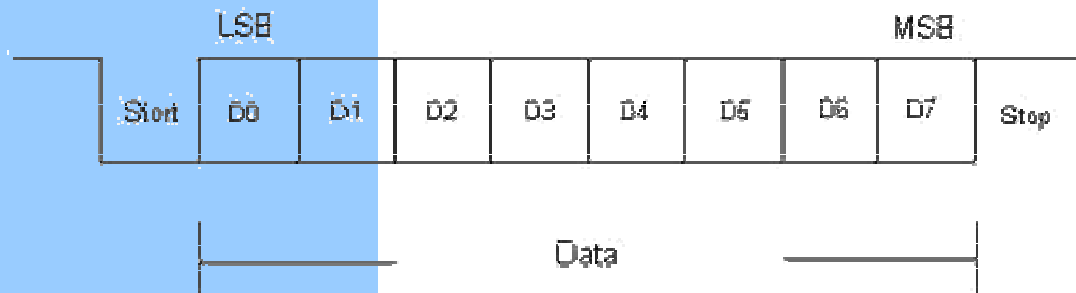 LSB MSB
Start D0 D1 D2 D3 D4 D5 D6 D7 Stop
Data